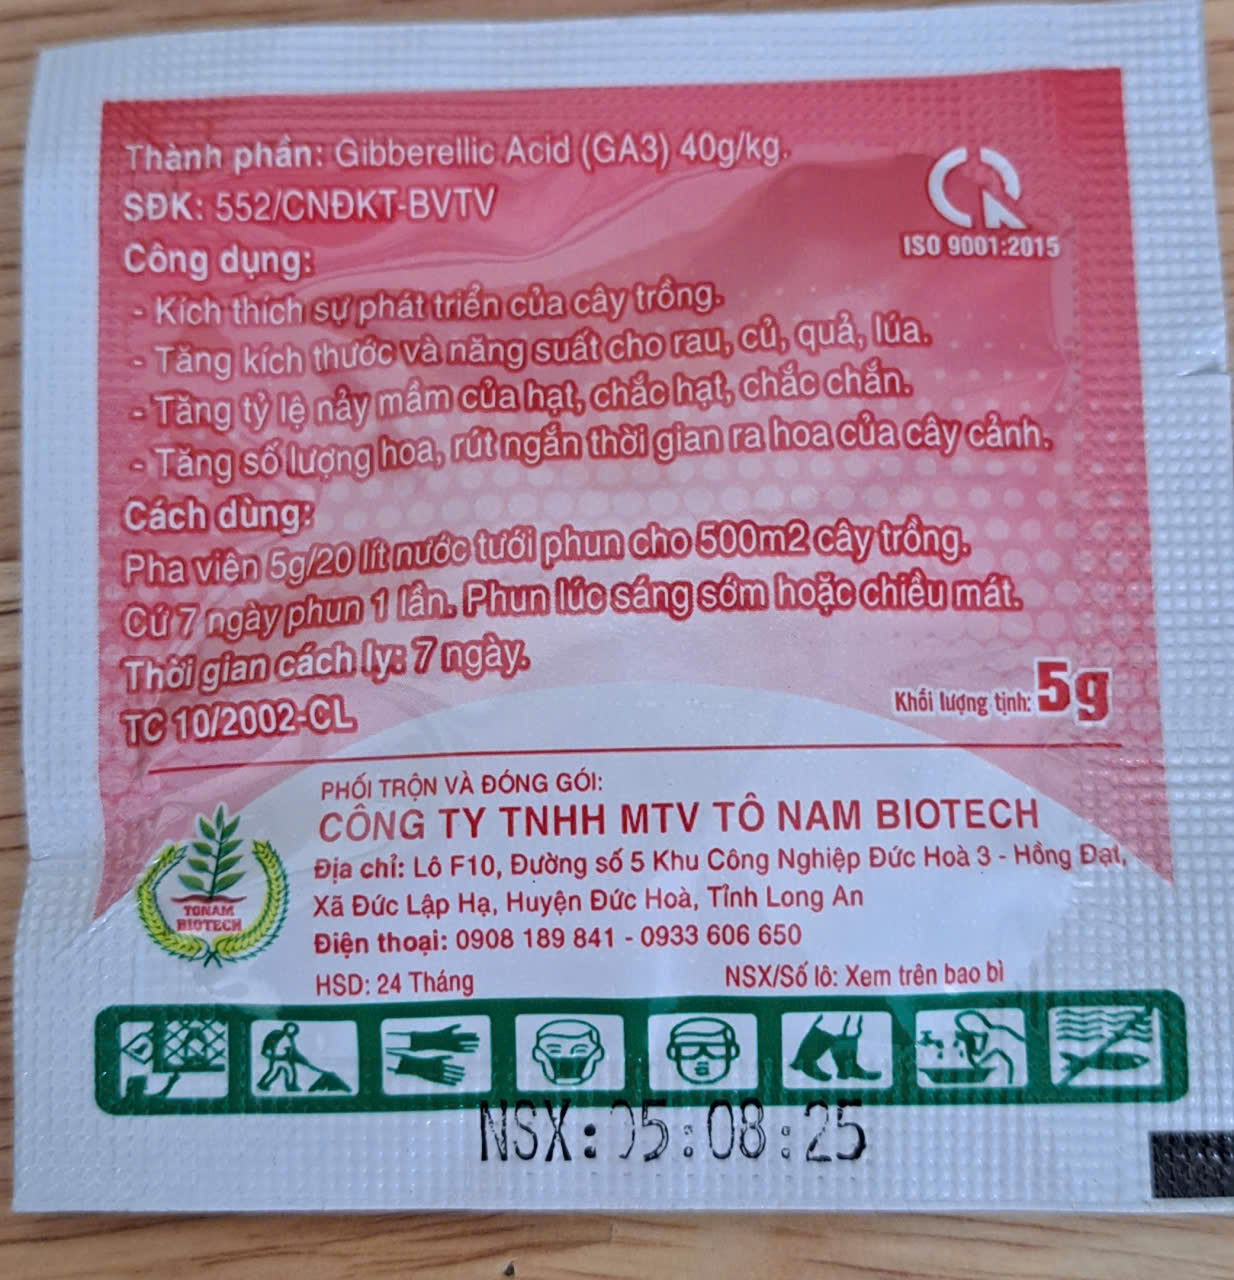 Thành phần: Gibberellic Acid (GA3) 40g/kg.
SĐK: 552/CNĐKT-BVTV
ISO 9001:2015
Công dụng:
- Kích thích sự phát triển của cây trồng.
- Tăng kích thước và năng suất cho rau, củ, quả, lúa.
- Tăng tỷ lệ nảy mầm của hạt, chắc hạt, chắc chắn.
- Tăng số lượng hoa, rút ngắn thời gian ra hoa của cây cảnh.
Cách dùng:
Pha viên 5g/20 lít nước tưới phun cho 500m2 cây trồng.
Cứ 7 ngày phun 1 lần. Phun lúc sáng sớm hoặc chiều mát.
Thời gian cách ly: 7 ngày.
TC 10/2002-CL
Khối lượng tịnh: 5g
PHỐI TRỘN VÀ ĐÓNG GÓI:
CÔNG TY TNHH MTV TÔ NAM BIOTECH
Địa chỉ: Lô F10, Đường số 5 Khu Công Nghiệp Đức Hoà 3 - Hồng Đạt,
Xã Đức Lập Hạ, Huyện Đức Hoà, Tỉnh Long An
Điện thoại: 0908 189 841 - 0933 606 650
TONAM
BIOTECH
HSD: 24 Tháng
NSX/Số lô: Xem trên bao bì
NSX: 05:08:25